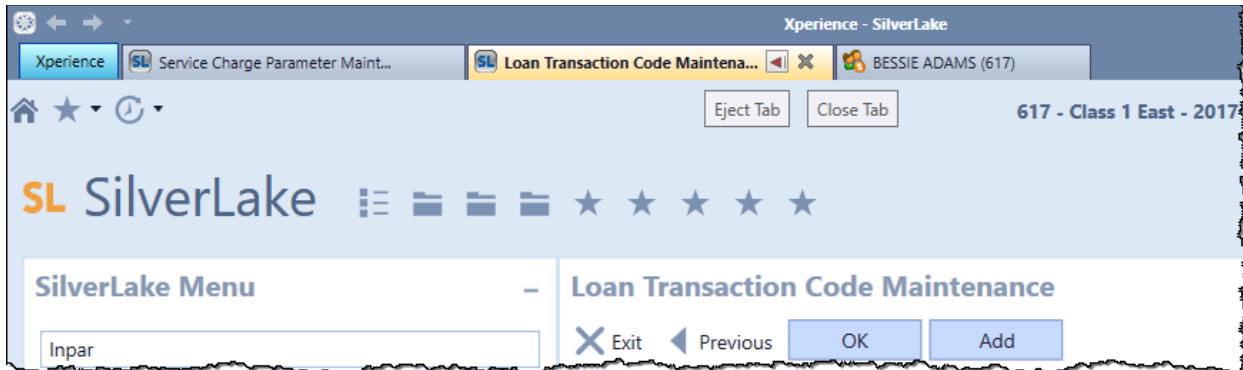 Xperience - SilverLake
Xperience SL Service Charge Parameter Maint... SL Loan Transaction Code Maintena... BESSIE ADAMS (617)
Eject Tab Close Tab 617 - Class 1 East - 2017
SL SilverLake
SilverLake Menu Loan Transaction Code Maintenance
Inpar Exit Previous OK Add